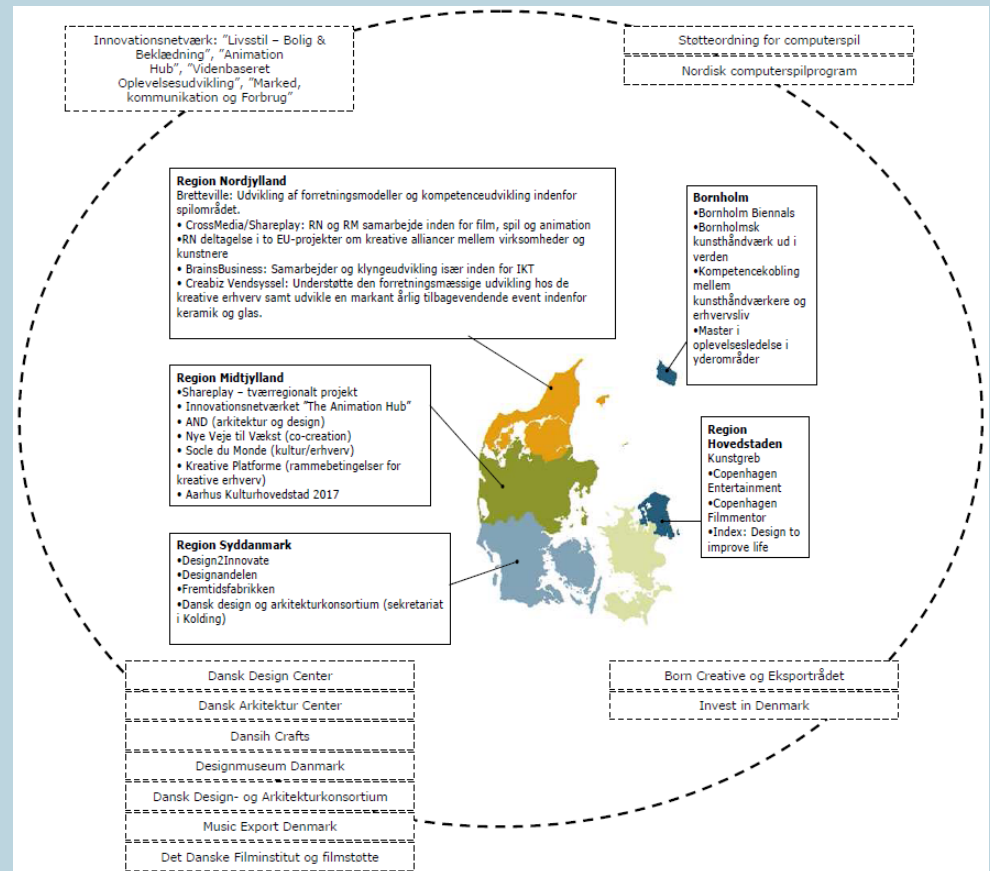 Innovationsnetværk: ”Livsstil – Bolig &
Beklædning”, ”Animation
Hub”, ”Videnbaseret
Oplevelsesudvikling”, ”Marked,
kommunikation og Forbrug”
Støtteordning for computerspil
Nordisk computerspilprogram
Region Nordjylland
Bretteville: Udvikling af forretningsmodeller og kompetenceudvikling indenfor
spilområdet.
• CrossMedia/Shareplay: RN og RM samarbejde inden for film, spil og animation
•RN deltagelse i to EU-projekter om kreative alliancer mellem virksomheder og
kunstnere
• BrainsBusiness: Samarbejder og klyngeudvikling især inden for IKT
• Creabiz Vendsyssel: Understøtte den forretningsmæssige udvikling hos de
kreative erhverv samt udvikle en markant årlig tilbagevendende event indenfor
keramik og glas.
Bornholm
•Bornholm Biennals
•Bornholmsk
kunsthåndværk ud i
verden
•Kompetencekobling
mellem
kunsthåndværkere og
erhvervsliv
•Master i
oplevelsesledelse i
yderområder
Region Midtjylland
•Shareplay – tværregionalt projekt
• Innovationsnetværket ”The Animation Hub”
• AND (arkitektur og design)
• Nye Veje til Vækst (co-creation)
• Socle du Monde (kultur/erhverv)
• Kreative Platforme (rammebetingelser for
kreative erhverv)
• Aarhus Kulturhovedstad 2017
Region
Hovedstaden
Kunstgreb
•Copenhagen
Entertainment
•Copenhagen
Filmmentor
•Index: Design to
improve life
Region Syddanmark
•Design2Innovate
•Designandelen
•Fremtidsfabrikken
•Dansk design og arkitekturkonsortium (sekretariat
i Kolding)
Dansk Design Center
Dansk Arkitektur Center
Dansih Crafts
Designmuseum Danmark
Dansk Design- og Arkitekturkonsortium
Music Export Denmark
Det Danske Filminstitut og filmstøtte
Born Creative og Eksportrådet
Invest in Denmark